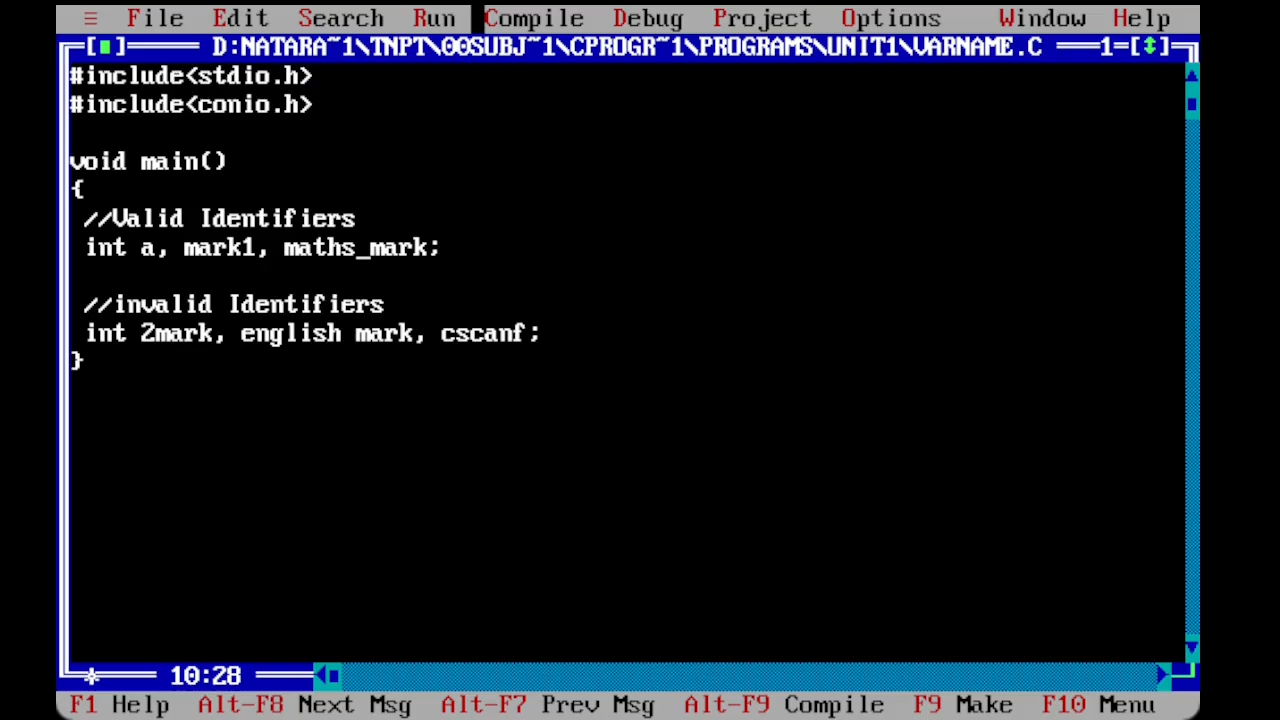 ≡ File Edit Search Run Compile Debug Project Options Window Help
[■] D:NATARA~1\TNPT\00SUBJ~1\CPROGR~1\PROGRAMS\UNIT1\VARNAME.C 1=[↕]
#include<stdio.h>
#include<conio.h>
void main()
{
//Valid Identifiers
int a, mark1, maths_mark;
//invalid Identifiers
int 2mark, english mark, cscanf;
}
10:28
F1 Help Alt-F8 Next Msg Alt-F7 Prev Msg Alt-F9 Compile F9 Make F10 Menu